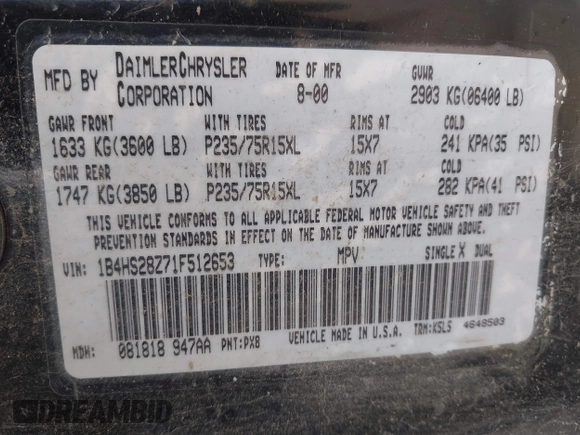 MFD BY DAIMLERCHRYSLER CORPORATION DATE OF MFR 8-00 GVWR 2903 KG(06400 LB)
GAWR FRONT WITH TIRES RIMS AT COLD
1633 KG(3600 LB) P235/75R15XL 15X7 241 KPA(35 PSI)
GAWR REAR WITH TIRES RIMS AT COLD
1747 KG(3850 LB) P235/75R15XL 15X7 282 KPA(41 PSI)
THIS VEHICLE CONFORMS TO ALL APPLICABLE FEDERAL MOTOR VEHICLE SAFETY AND THEFT
PREVENTION STANDARDS IN EFFECT ON THE DATE OF MANUFACTURE SHOWN ABOVE.
VIN: 1B4HS28Z71F512653 TYPE: MPV SINGLE X DUAL
MDH: 081818 947AA PNT:PXB VEHICLE MADE IN U.S.A. TRM:KSL5 4648503
DREAMBID